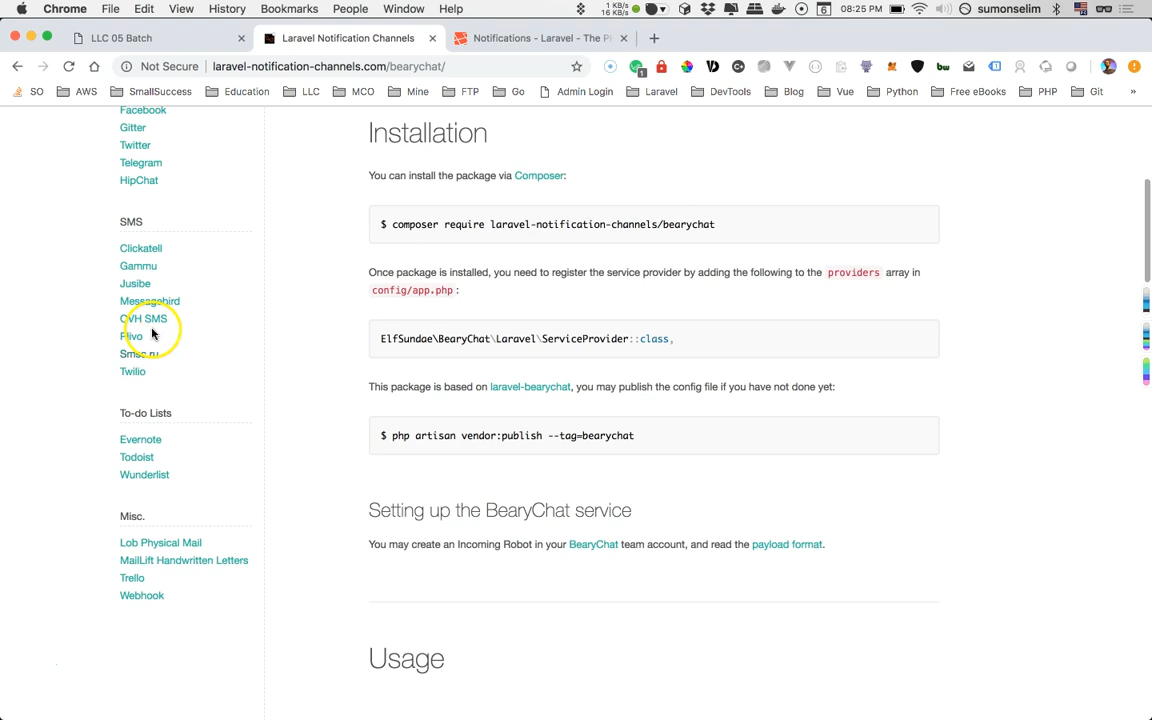 Chrome File Edit View History Bookmarks People Window Help 1 KB/s 16 KB/s 6 08:25 PM sumonselim
LLC 05 Batch Laravel Notification Channels Notifications - Laravel - The P
Not Secure laravel-notification-channels.com/bearychat/
SO AWS SmallSuccess Education LLC MCO Mine FTP Go Admin Login Laravel DevTools Blog Vue Python Free eBooks PHP Git »
Facebook
Gitter
Twitter
Telegram
HipChat
SMS
Clickatell
Gammu
Jusibe
Messagebird
OVH SMS
Plivo
Smsc.ru
Twilio
To-do Lists
Evernote
Todoist
Wunderlist
Misc.
Lob Physical Mail
MailLift Handwritten Letters
Trello
Webhook
Installation
You can install the package via Composer:
$ composer require laravel-notification-channels/bearychat
Once package is installed, you need to register the service provider by adding the following to the providers array in
config/app.php :
ElfSundae\BearyChat\Laravel\ServiceProvider::class,
This package is based on laravel-bearychat, you may publish the config file if you have not done yet:
$ php artisan vendor:publish --tag=bearychat
Setting up the BearyChat service
You may create an Incoming Robot in your BearyChat team account, and read the payload format.
Usage